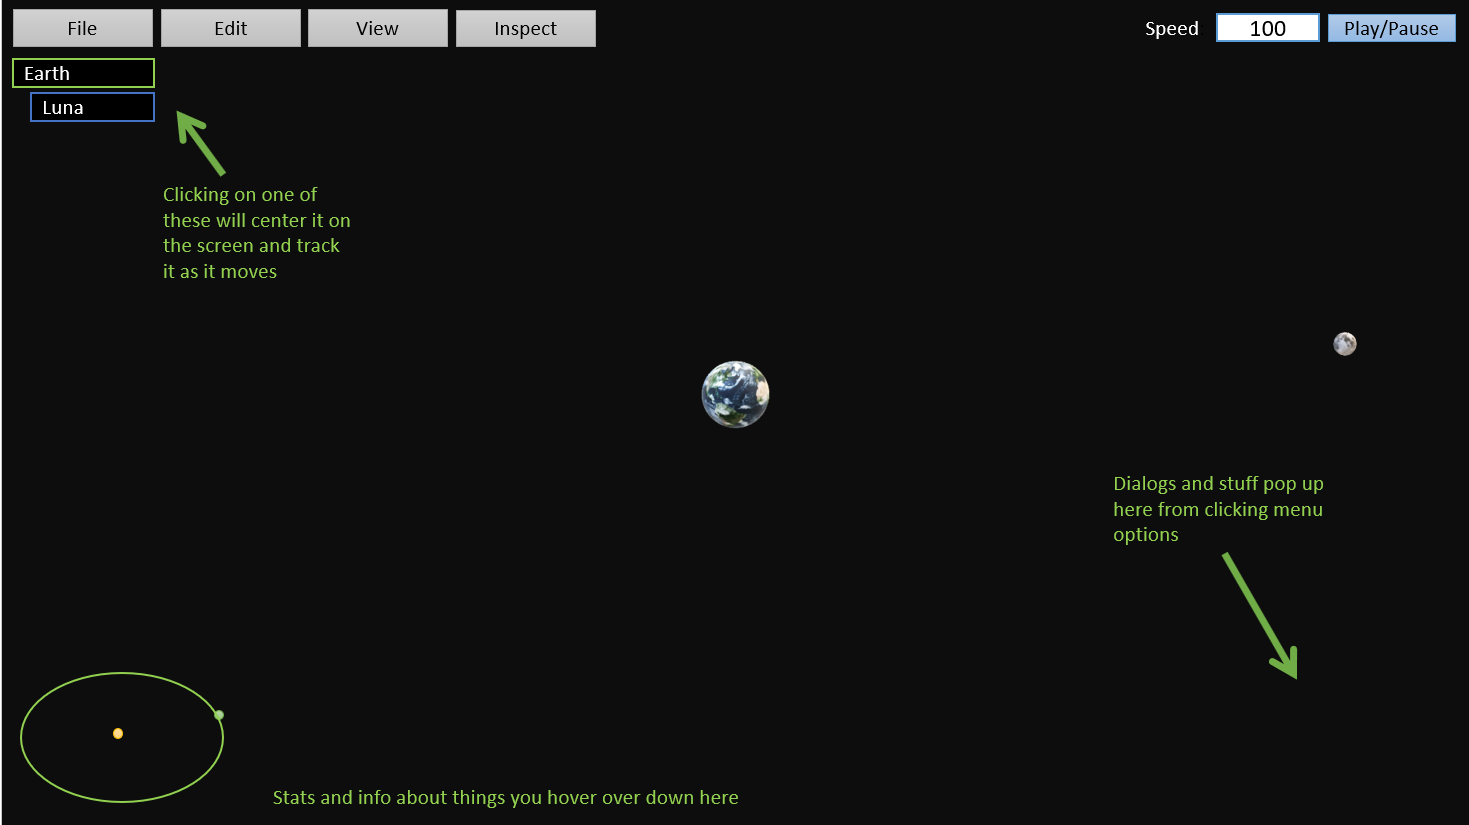 File Edit View Inspect Speed 100 Play/Pause
Earth
Luna
Clicking on one of
these will center it on
the screen and track
it as it moves
Dialogs and stuff pop up
here from clicking menu
options
Stats and info about things you hover over down here